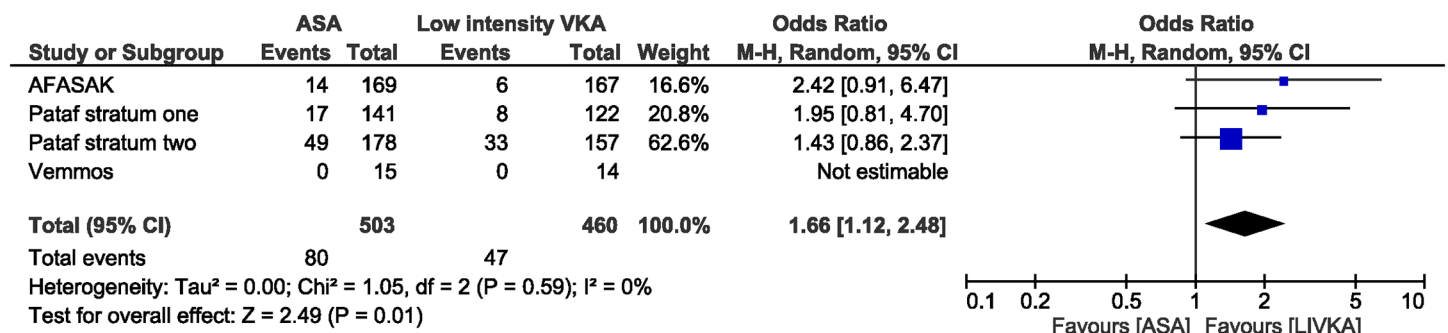 ASA Low intensity VKA Odds Ratio Odds Ratio
Study or Subgroup Events Total Events Total Weight M-H, Random, 95% CI M-H, Random, 95% CI
AFASAK 14 169 6 167 16.6% 2.42 [0.91, 6.47]
Pataf stratum one 17 141 8 122 20.8% 1.95 [0.81, 4.70]
Pataf stratum two 49 178 33 157 62.6% 1.43 [0.86, 2.37]
Vemmos 0 15 0 14 Not estimable
Total (95% CI) 503 460 100.0% 1.66 [1.12, 2.48]
Total events 80 47
Heterogeneity: Tau² = 0.00; Chi² = 1.05, df = 2 (P = 0.59); I² = 0%
Test for overall effect: Z = 2.49 (P = 0.01)
0.1 0.2 0.5 1 2 5 10
Favours [ASA] Favours [LIVKA]